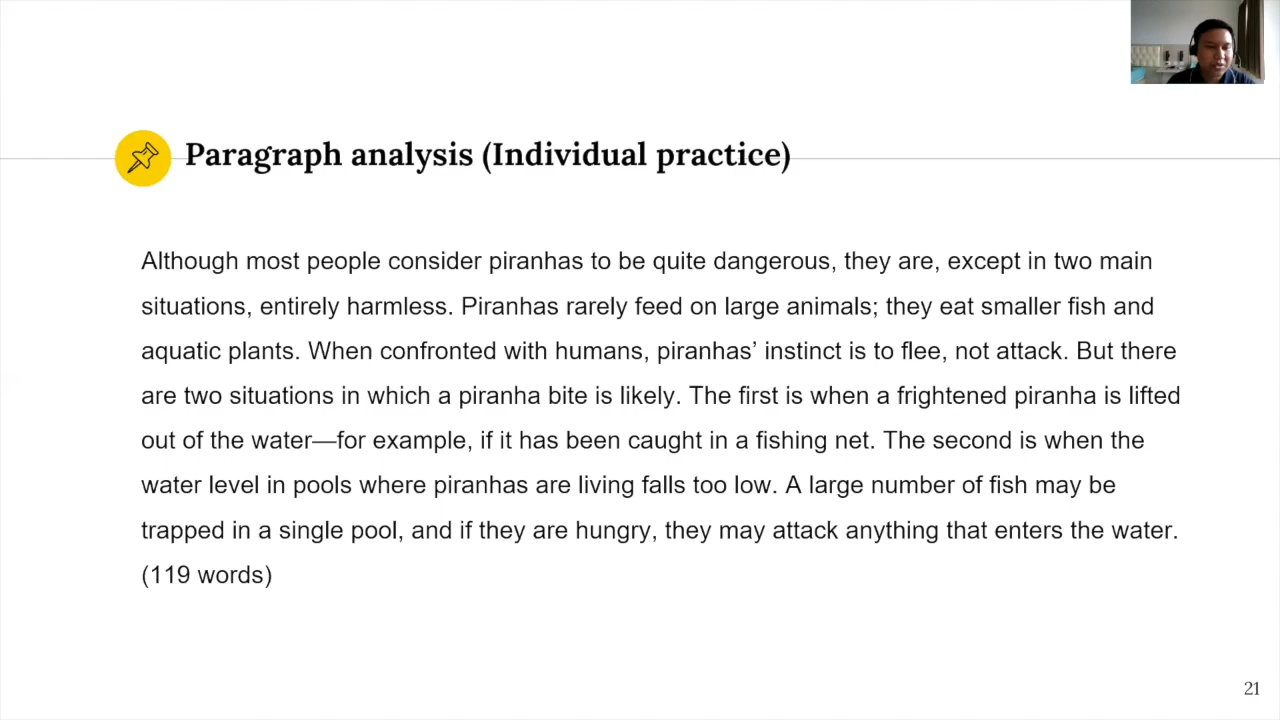 Paragraph analysis (Individual practice)
Although most people consider piranhas to be quite dangerous, they are, except in two main
situations, entirely harmless. Piranhas rarely feed on large animals; they eat smaller fish and
aquatic plants. When confronted with humans, piranhas’ instinct is to flee, not attack. But there
are two situations in which a piranha bite is likely. The first is when a frightened piranha is lifted
out of the water—for example, if it has been caught in a fishing net. The second is when the
water level in pools where piranhas are living falls too low. A large number of fish may be
trapped in a single pool, and if they are hungry, they may attack anything that enters the water.
(119 words)
21